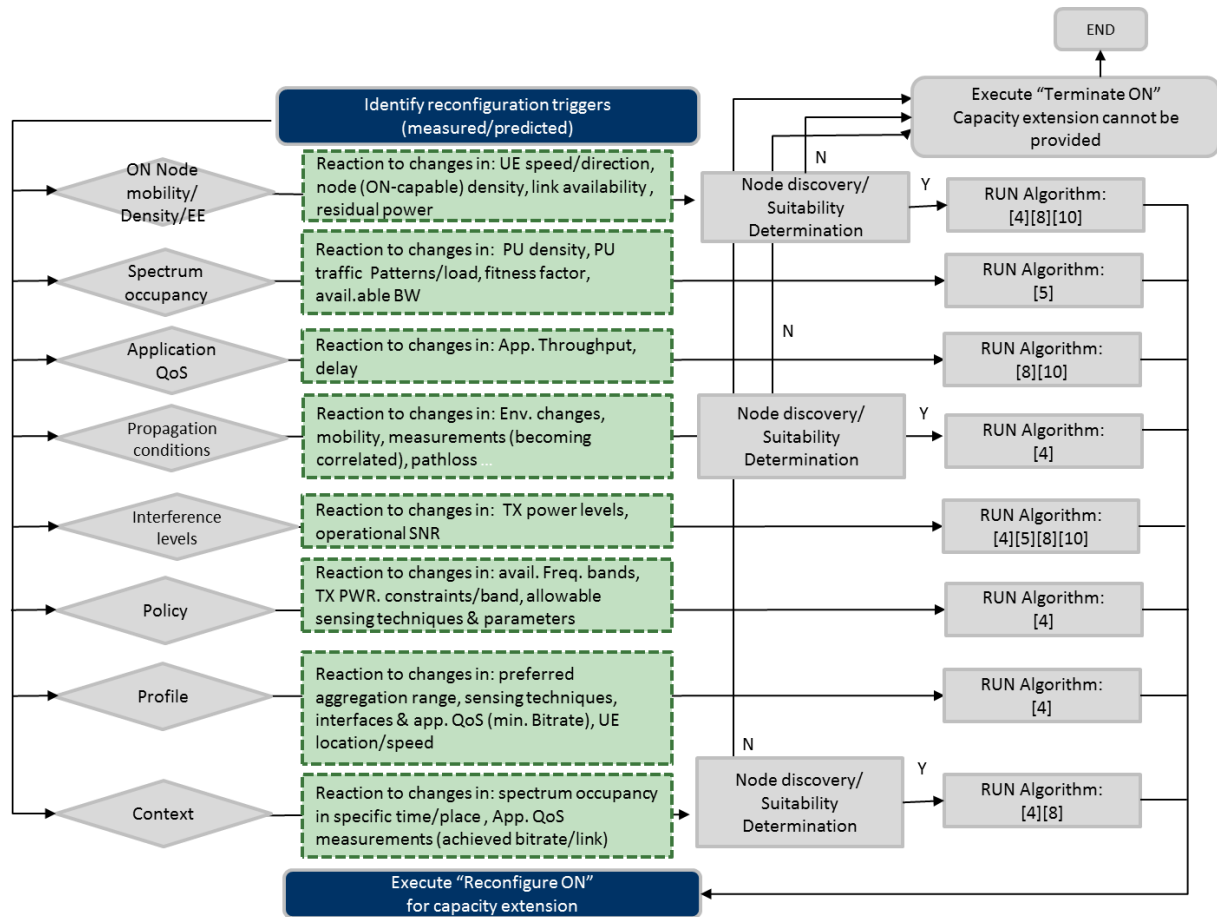 END
Execute “Terminate ON”
Capacity extension cannot be
provided
Identify reconfiguration triggers
(measured/predicted)
N
ON Node
mobility/
Density/EE
Reaction to changes in: UE speed/direction,
node (ON-capable) density, link availability ,
residual power
Node discovery/
Suitability
Determination
Y
RUN Algorithm:
[4][8][10]
Spectrum
occupancy
Reaction to changes in: PU density, PU
traffic Patterns/load, fitness factor,
avail.able BW
RUN Algorithm:
[5]
N
Application
QoS
Reaction to changes in: App. Throughput,
delay
RUN Algorithm:
[8][10]
Propagation
conditions
Reaction to changes in: Env. changes,
mobility, measurements (becoming
correlated), pathloss ...
Node discovery/
Suitability
Determination
Y
RUN Algorithm:
[4]
Interference
levels
Reaction to changes in: TX power levels,
operational SNR
RUN Algorithm:
[4][5][8][10]
Policy
Reaction to changes in: avail. Freq. bands,
TX PWR. constraints/band, allowable
sensing techniques & parameters
RUN Algorithm:
[4]
Profile
Reaction to changes in: preferred
aggregation range, sensing techniques,
interfaces & app. QoS (min. Bitrate), UE
location/speed
RUN Algorithm:
[4]
N
Context
Reaction to changes in: spectrum occupancy
in specific time/place , App. QoS
measurements (achieved bitrate/link)
Node discovery/
Suitability
Determination
Y
RUN Algorithm:
[4][8]
Execute “Reconfigure ON”
for capacity extension